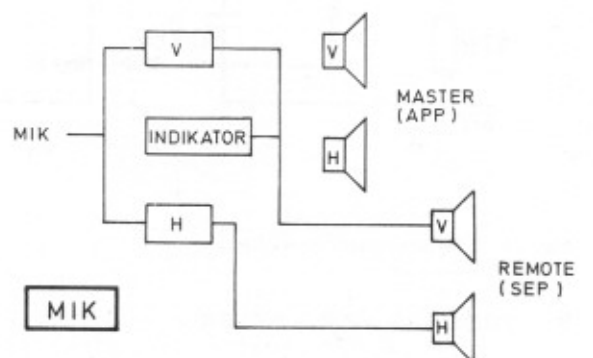 V
V
MASTER
(APP)
MIK
INDIKATOR
H
H
V
REMOTE
(SEP)
MIK
H